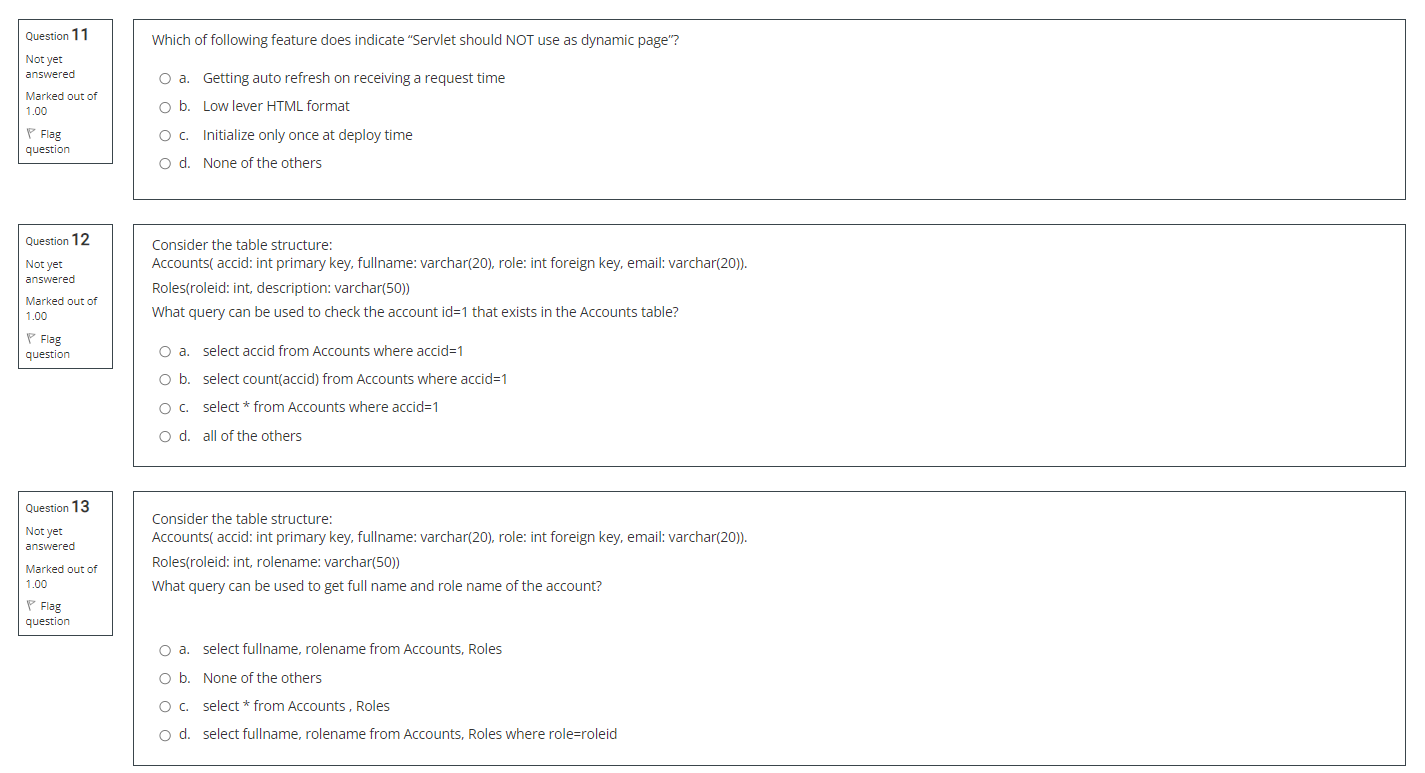 Question 11
Not yet
answered
Marked out of
1.00
Flag
question
Which of following feature does indicate “Servlet should NOT use as dynamic page”?
a. Getting auto refresh on receiving a request time
b. Low lever HTML format
c. Initialize only once at deploy time
d. None of the others
Question 12
Not yet
answered
Marked out of
1.00
Flag
question
Consider the table structure:
Accounts( accid: int primary key, fullname: varchar(20), role: int foreign key, email: varchar(20)).
Roles(roleid: int, description: varchar(50))
What query can be used to check the account id=1 that exists in the Accounts table?
a. select accid from Accounts where accid=1
b. select count(accid) from Accounts where accid=1
c. select * from Accounts where accid=1
d. all of the others
Question 13
Not yet
answered
Marked out of
1.00
Flag
question
Consider the table structure:
Accounts( accid: int primary key, fullname: varchar(20), role: int foreign key, email: varchar(20)).
Roles(roleid: int, rolename: varchar(50))
What query can be used to get full name and role name of the account?
a. select fullname, rolename from Accounts, Roles
b. None of the others
c. select * from Accounts , Roles
d. select fullname, rolename from Accounts, Roles where role=roleid